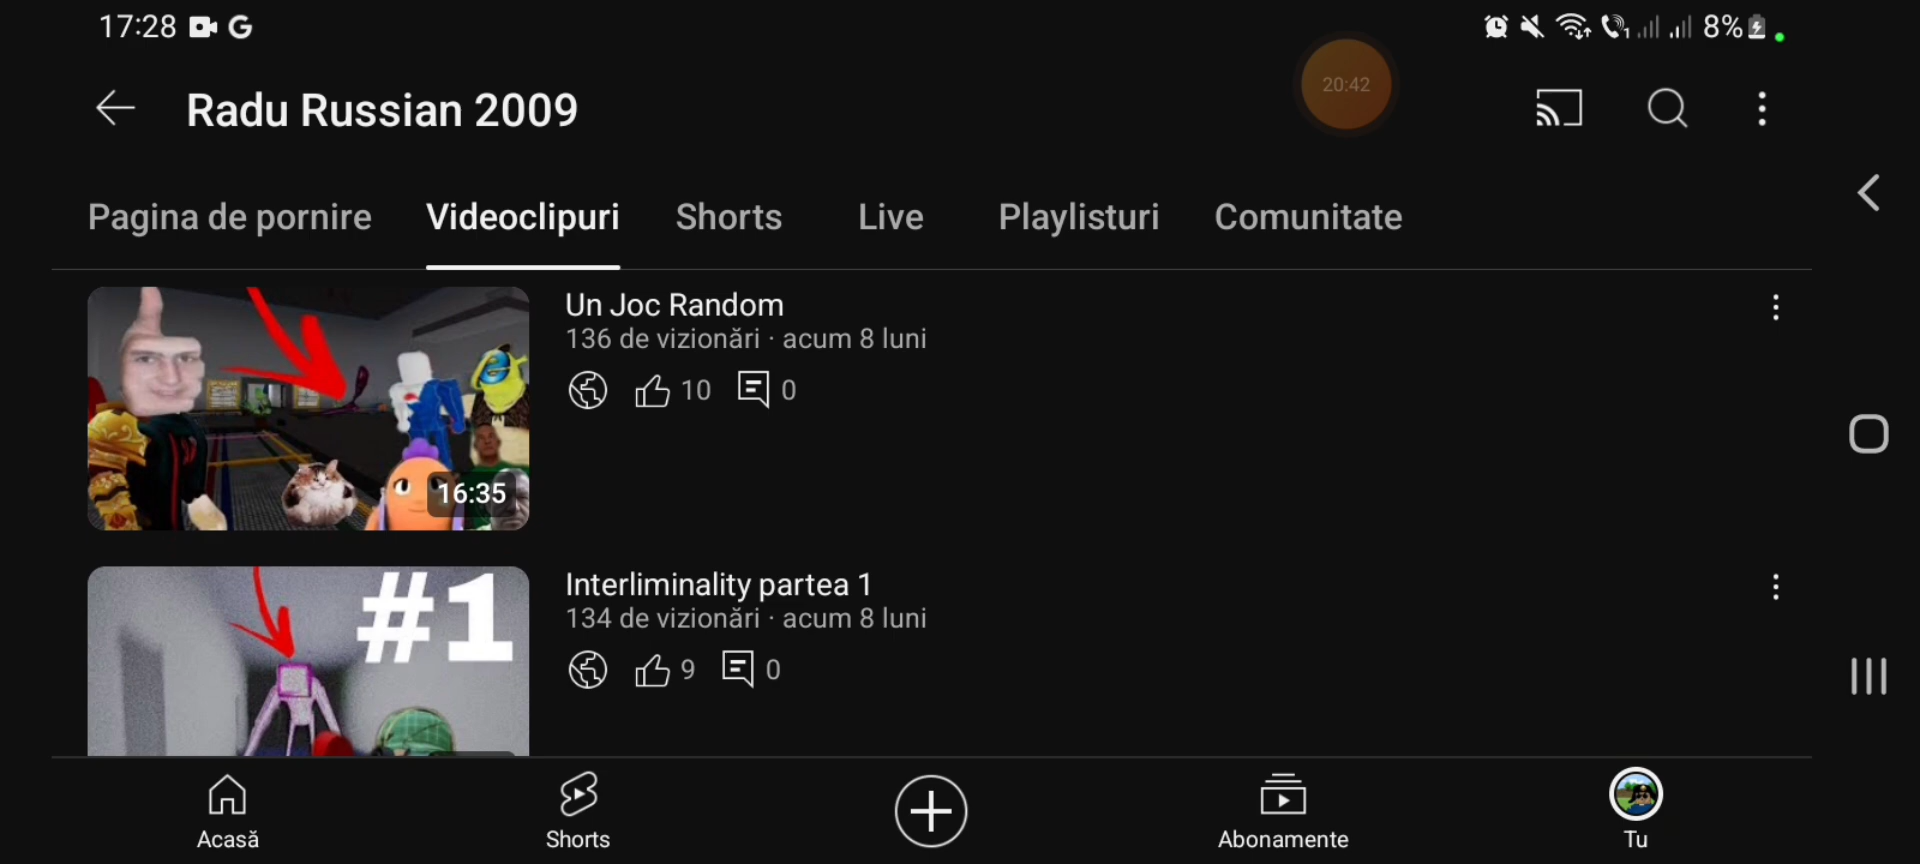 17:28
8%
20:42
Radu Russian 2009
Pagina de pornire
Videoclipuri
Shorts
Live
Playlisturi
Comunitate
Un Joc Random
136 de vizionări · acum 8 luni
10
0
16:35
#1
Interliminality partea 1
134 de vizionări · acum 8 luni
9
0
Acasă
Shorts
Abonamente
Tu